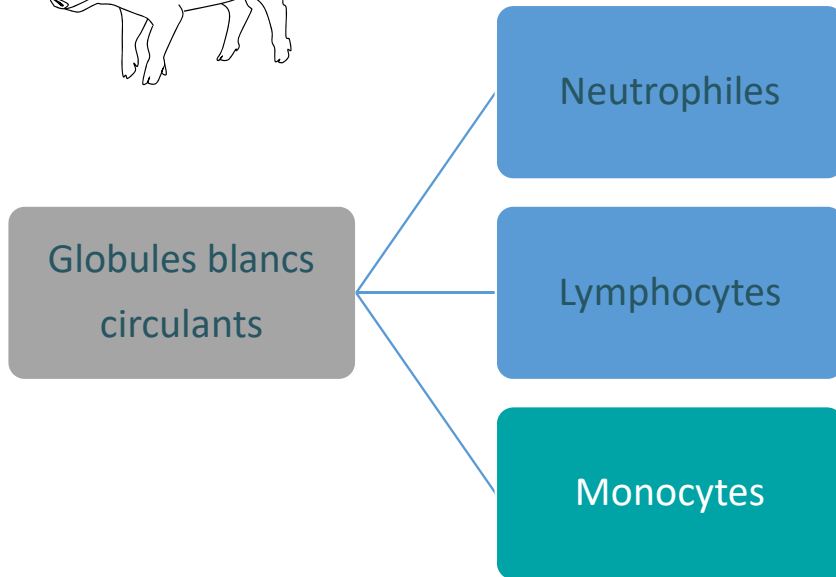 Neutrophiles
Globules blancs
circulants
Lymphocytes
Monocytes